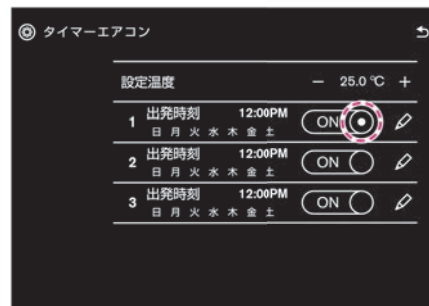 タイマーエアコン
設定温度 － 25.0 ℃ ＋
1 出発時刻 12:00PM ON
日 月 火 水 木 金 土
2 出発時刻 12:00PM ON
日 月 火 水 木 金 土
3 出発時刻 12:00PM ON
日 月 火 水 木 金 土